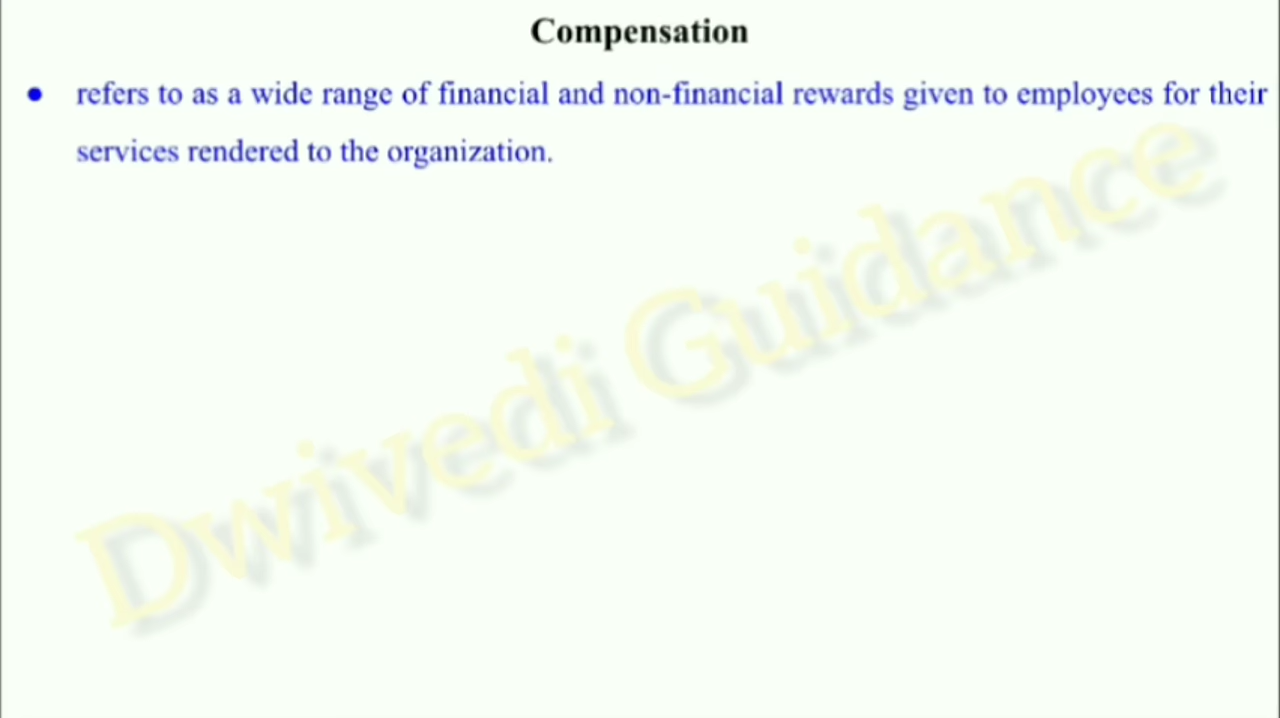 Compensation
● refers to as a wide range of financial and non-financial rewards given to employees for their
services rendered to the organization.
Dwivedi Guidance